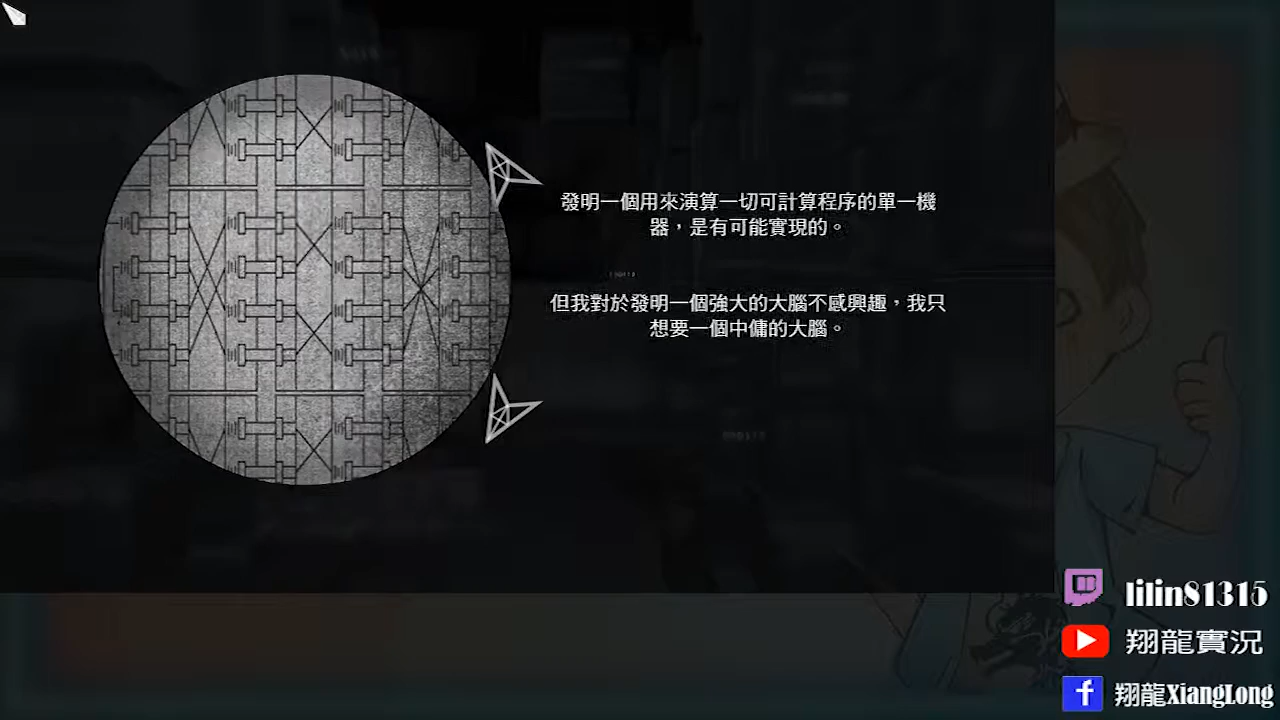 發明一個用來演算一切可計算程序的單一機
器，是有可能實現的。
但我對於發明一個強大的大腦不感興趣，我只
想要一個中傭的大腦。
lilin81315
翔龍實況
翔龍XiangLong